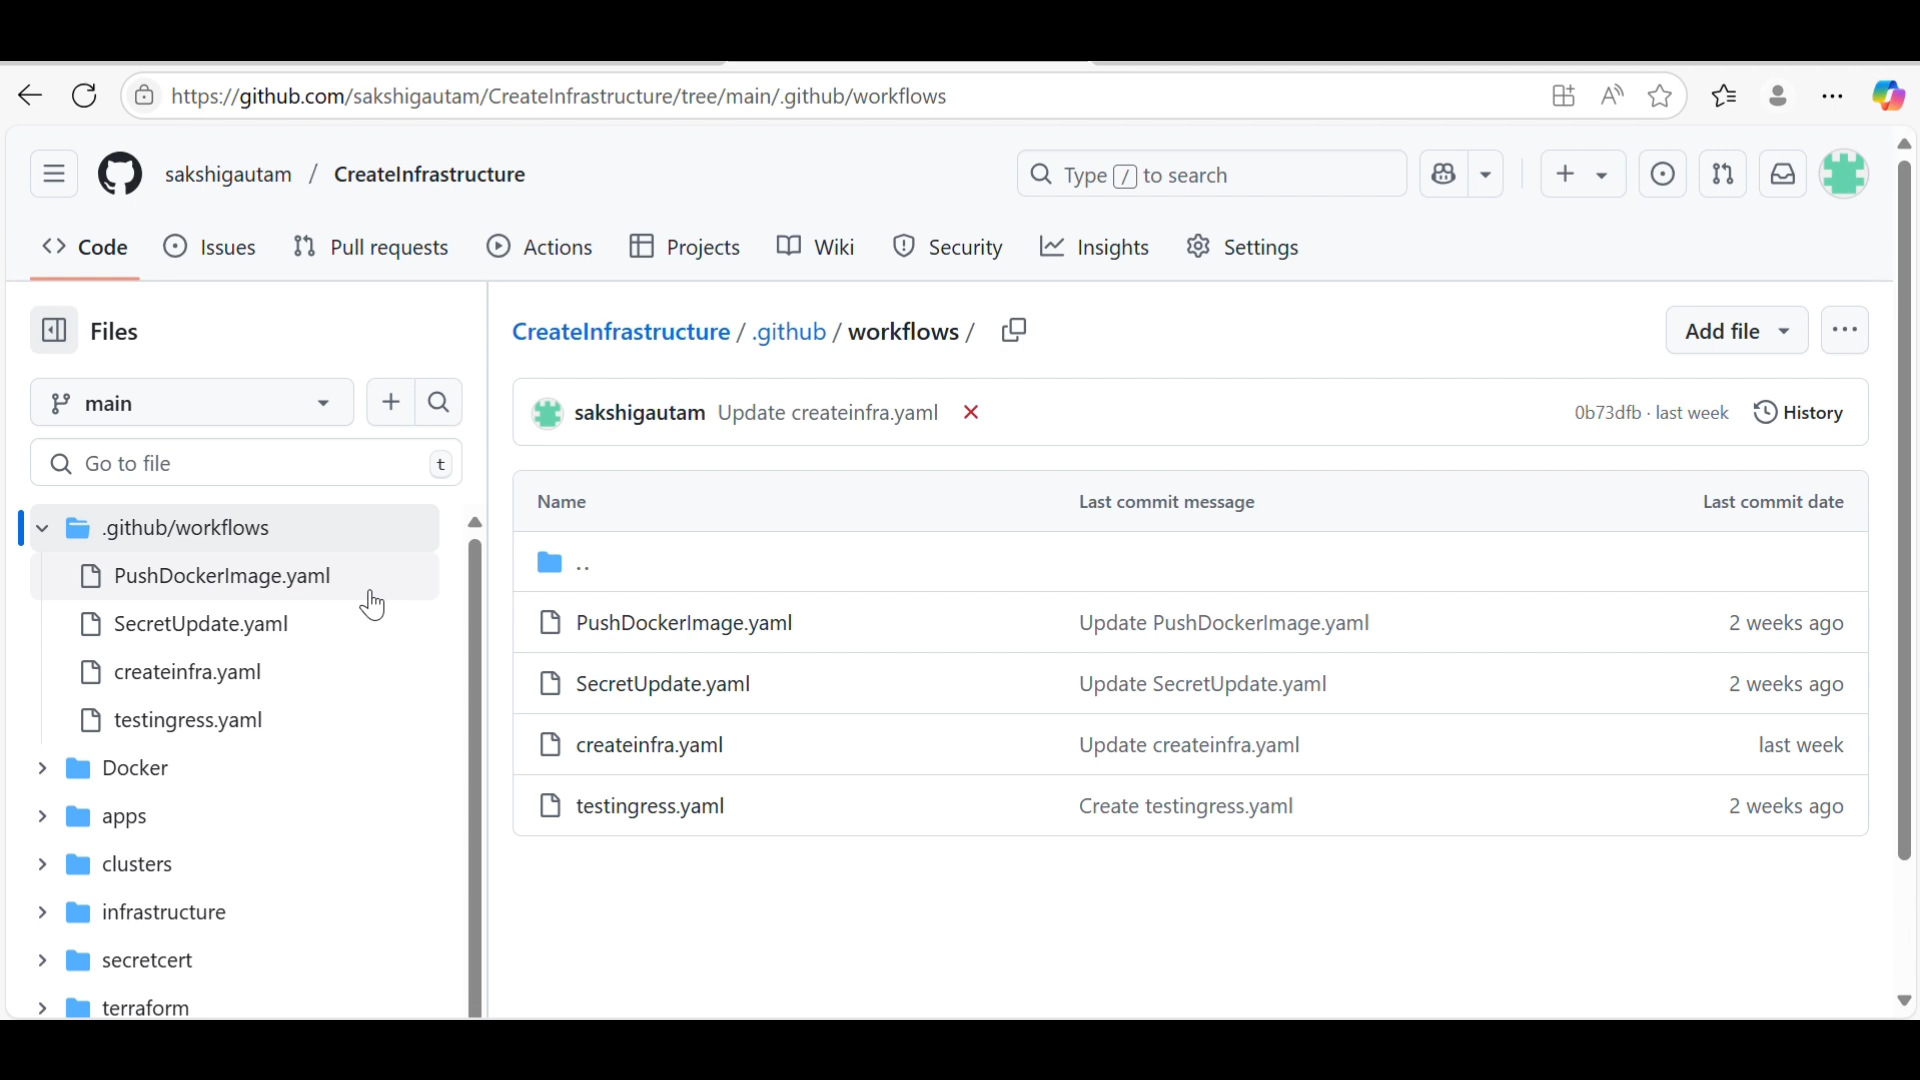 https://github.com/sakshigautam/CreateInfrastructure/tree/main/.github/workflows
sakshigautam / CreateInfrastructure
Type / to search
Code Issues Pull requests Actions Projects Wiki Security Insights Settings
Files
main
Go to file t
.github/workflows
PushDockerImage.yaml
SecretUpdate.yaml
createinfra.yaml
testingress.yaml
Docker
apps
clusters
infrastructure
secretcert
terraform
CreateInfrastructure / .github / workflows /
Add file
sakshigautam Update createinfra.yaml
0b73dfb · last week History
Name Last commit message Last commit date
..
PushDockerImage.yaml Update PushDockerImage.yaml 2 weeks ago
SecretUpdate.yaml Update SecretUpdate.yaml 2 weeks ago
createinfra.yaml Update createinfra.yaml last week
testingress.yaml Create testingress.yaml 2 weeks ago